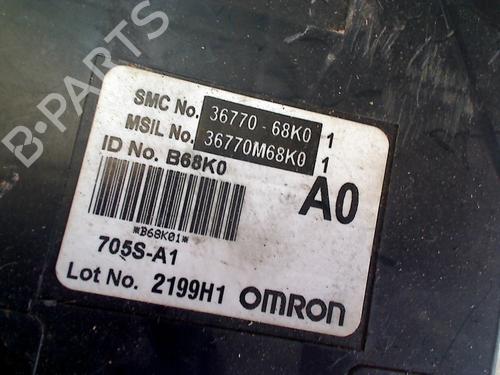 B-PARTS
SMC No. 36770-68K0 1
MSIL No. 36770M68K0 1
ID No. B68K0
A0
*B68K01*
705S-A1
Lot No. 2199H1 OMRON